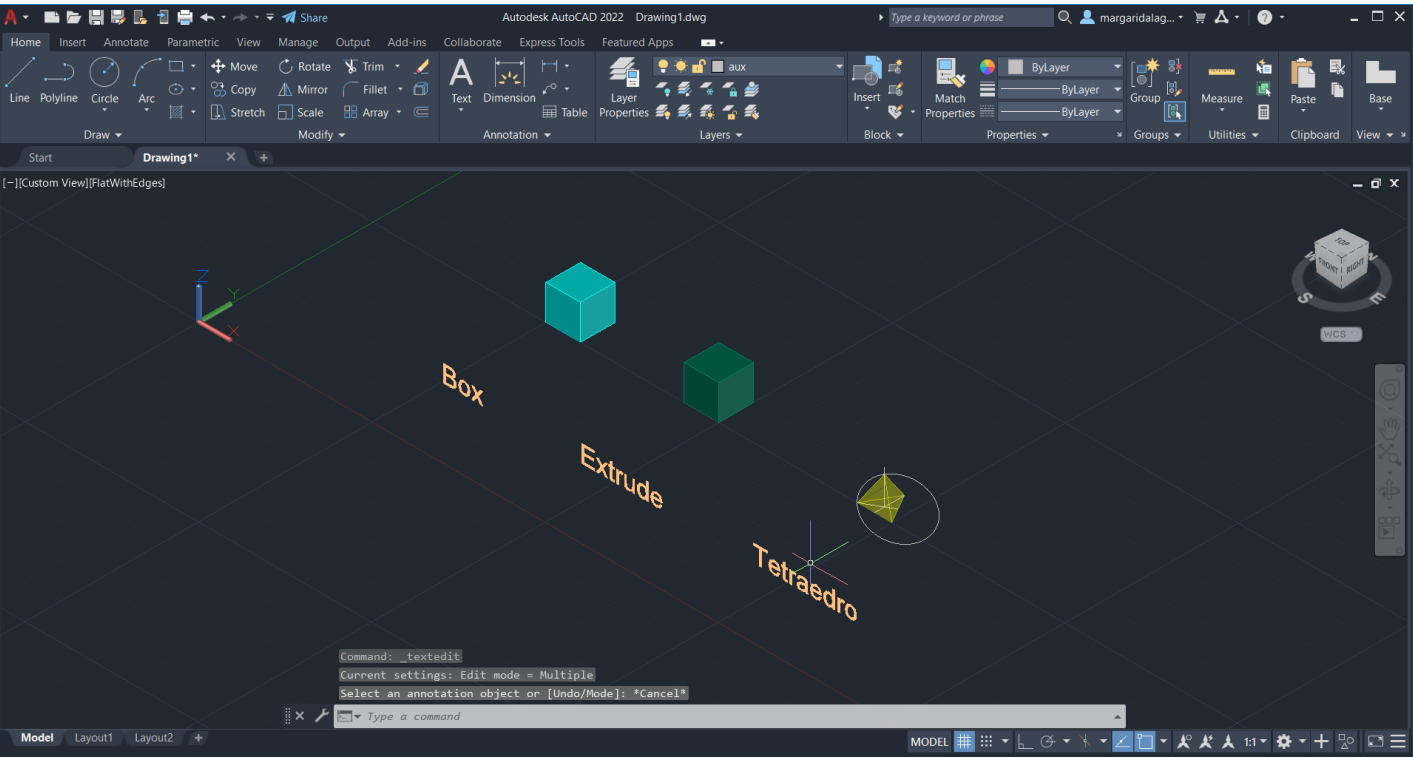 Share
Autodesk AutoCAD 2022 Drawing1.dwg
Type a keyword or phrase
margaridalag...
Home Insert Annotate Parametric View Manage Output Add-ins Collaborate Express Tools Featured Apps
Line Polyline Circle Arc
Move Rotate Trim
Copy Mirror Fillet
Stretch Scale Array
Text Dimension
Table
Layer
Properties
aux
Insert
Match
Properties
ByLayer
ByLayer
ByLayer
Group
Measure
Paste
Base
Draw Modify Annotation Layers Block Properties Groups Utilities Clipboard View
Start Drawing1*
[−][Custom View][FlatWithEdges]
TOP
FRONT RIGHT
N
S E
WCS
Z
Y
X
Box
Extrude
Tetraedro
Command: _textedit
Current settings: Edit mode = Multiple
Select an annotation object or [Undo/Mode]: *Cancel*
Type a command
Model Layout1 Layout2
MODEL
1:1